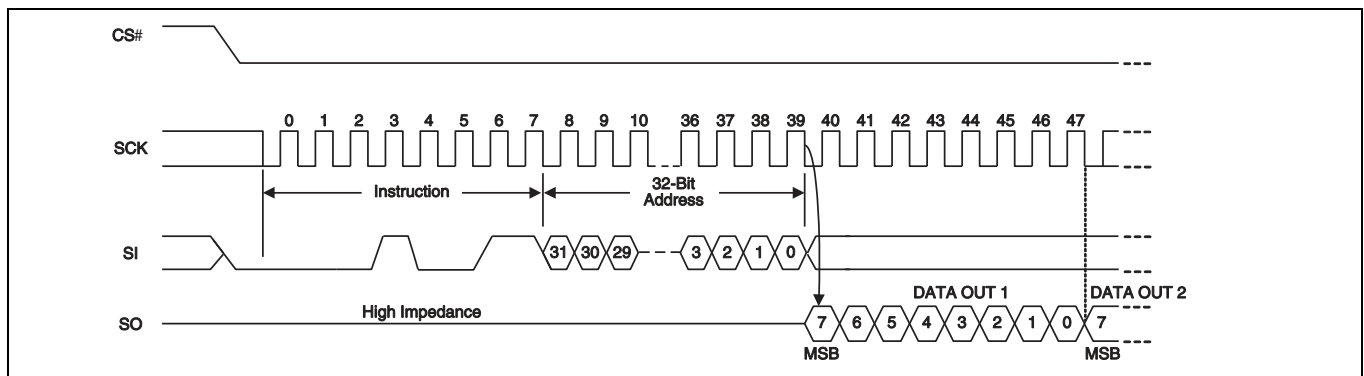 CS#
0 1 2 3 4 5 6 7 8 9 10 36 37 38 39 40 41 42 43 44 45 46 47
SCK
Instruction
32-Bit
Address
SI
31 30 29 3 2 1 0
DATA OUT 1
DATA OUT 2
High Impedance
SO
7 6 5 4 3 2 1 0 7
MSB
MSB